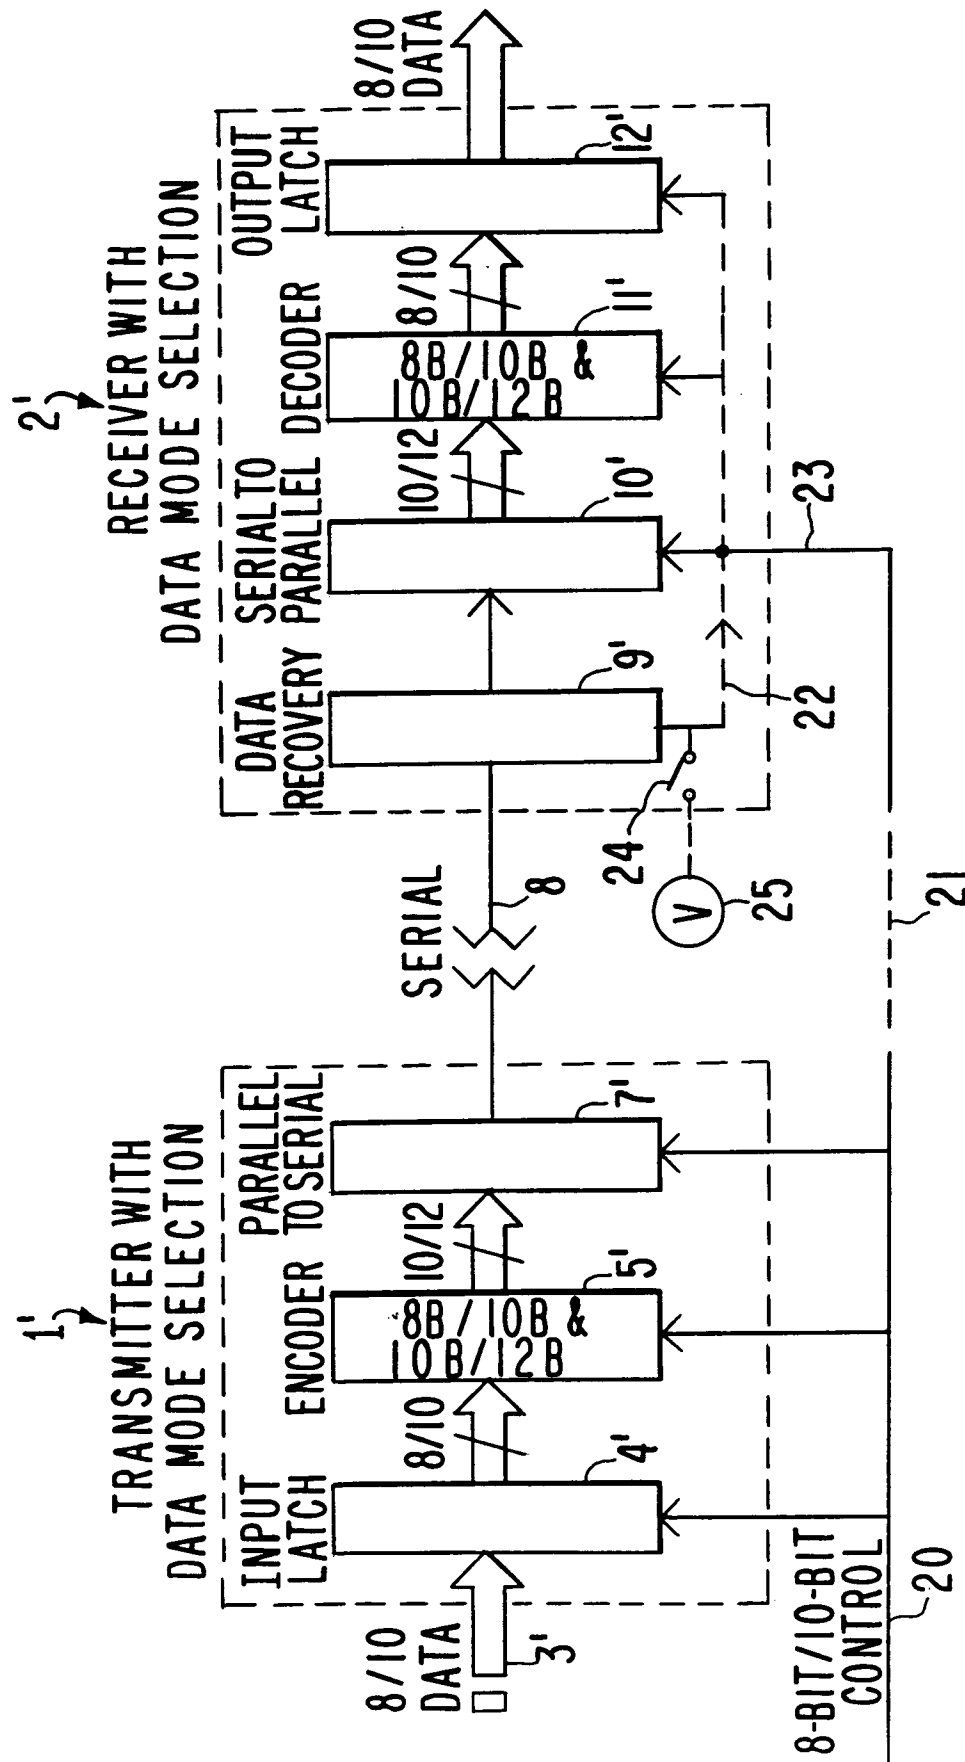 1'
TRANSMITTER WITH
DATA MODE SELECTION
INPUT
LATCH
ENCODER
PARALLEL
TO SERIAL
8/10
DATA
3'
4'
8/10
8B/10B &
10B/12B
5'
10/12
7'
SERIAL
8
8-BIT/10-BIT
CONTROL
20
21
2'
RECEIVER WITH
DATA MODE SELECTION
DATA
RECOVERY
SERIAL TO
PARALLEL
DECODER
OUTPUT
LATCH
9'
10'
10/12
8B/10B &
10B/12B
11'
8/10
12'
8/10
DATA
24
V
25
22
23